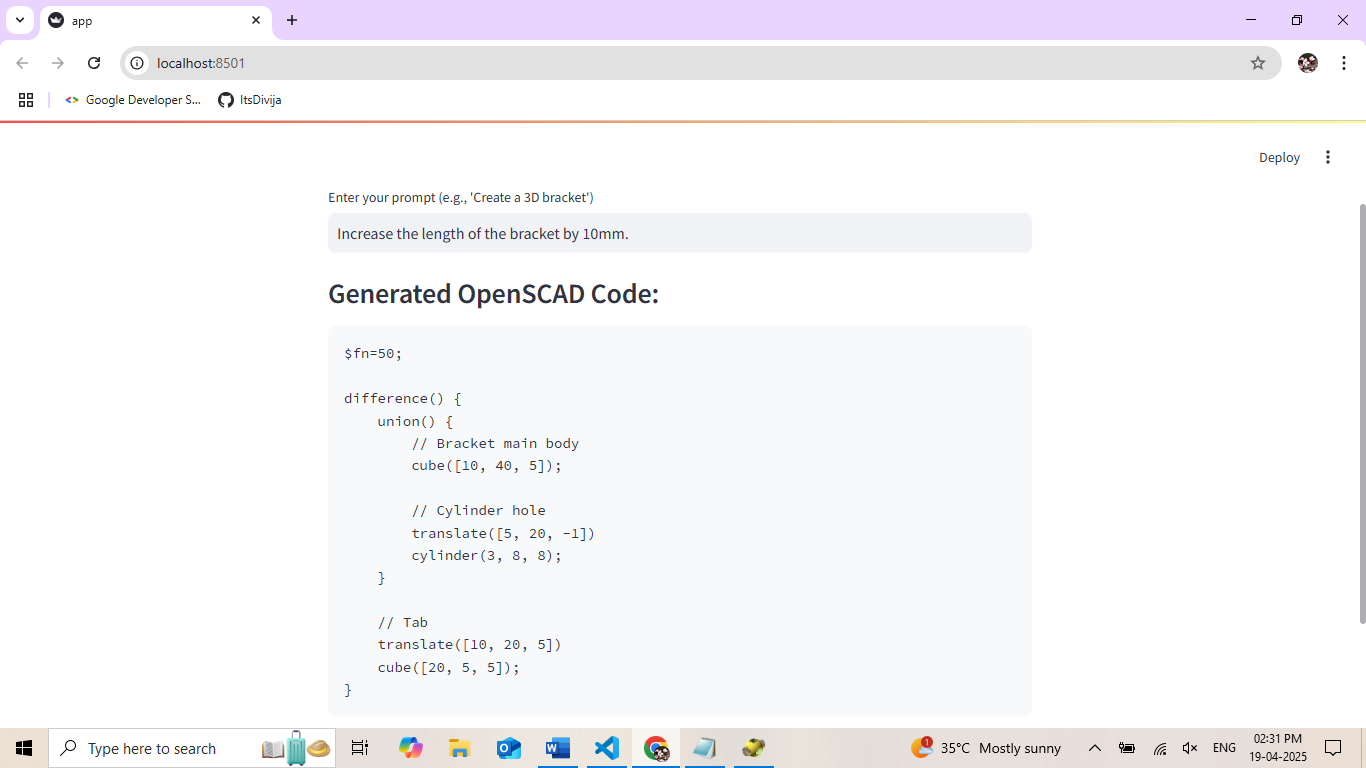 app
localhost:8501
Google Developer S...
ItsDivija
Deploy
Enter your prompt (e.g., 'Create a 3D bracket')
Increase the length of the bracket by 10mm.
Generated OpenSCAD Code:
$fn=50;
difference() {
union() {
// Bracket main body
cube([10, 40, 5]);
// Cylinder hole
translate([5, 20, -1])
cylinder(3, 8, 8);
}
// Tab
translate([10, 20, 5])
cube([20, 5, 5]);
}
Type here to search
1
35°C Mostly sunny
ENG
02:31 PM
19-04-2025